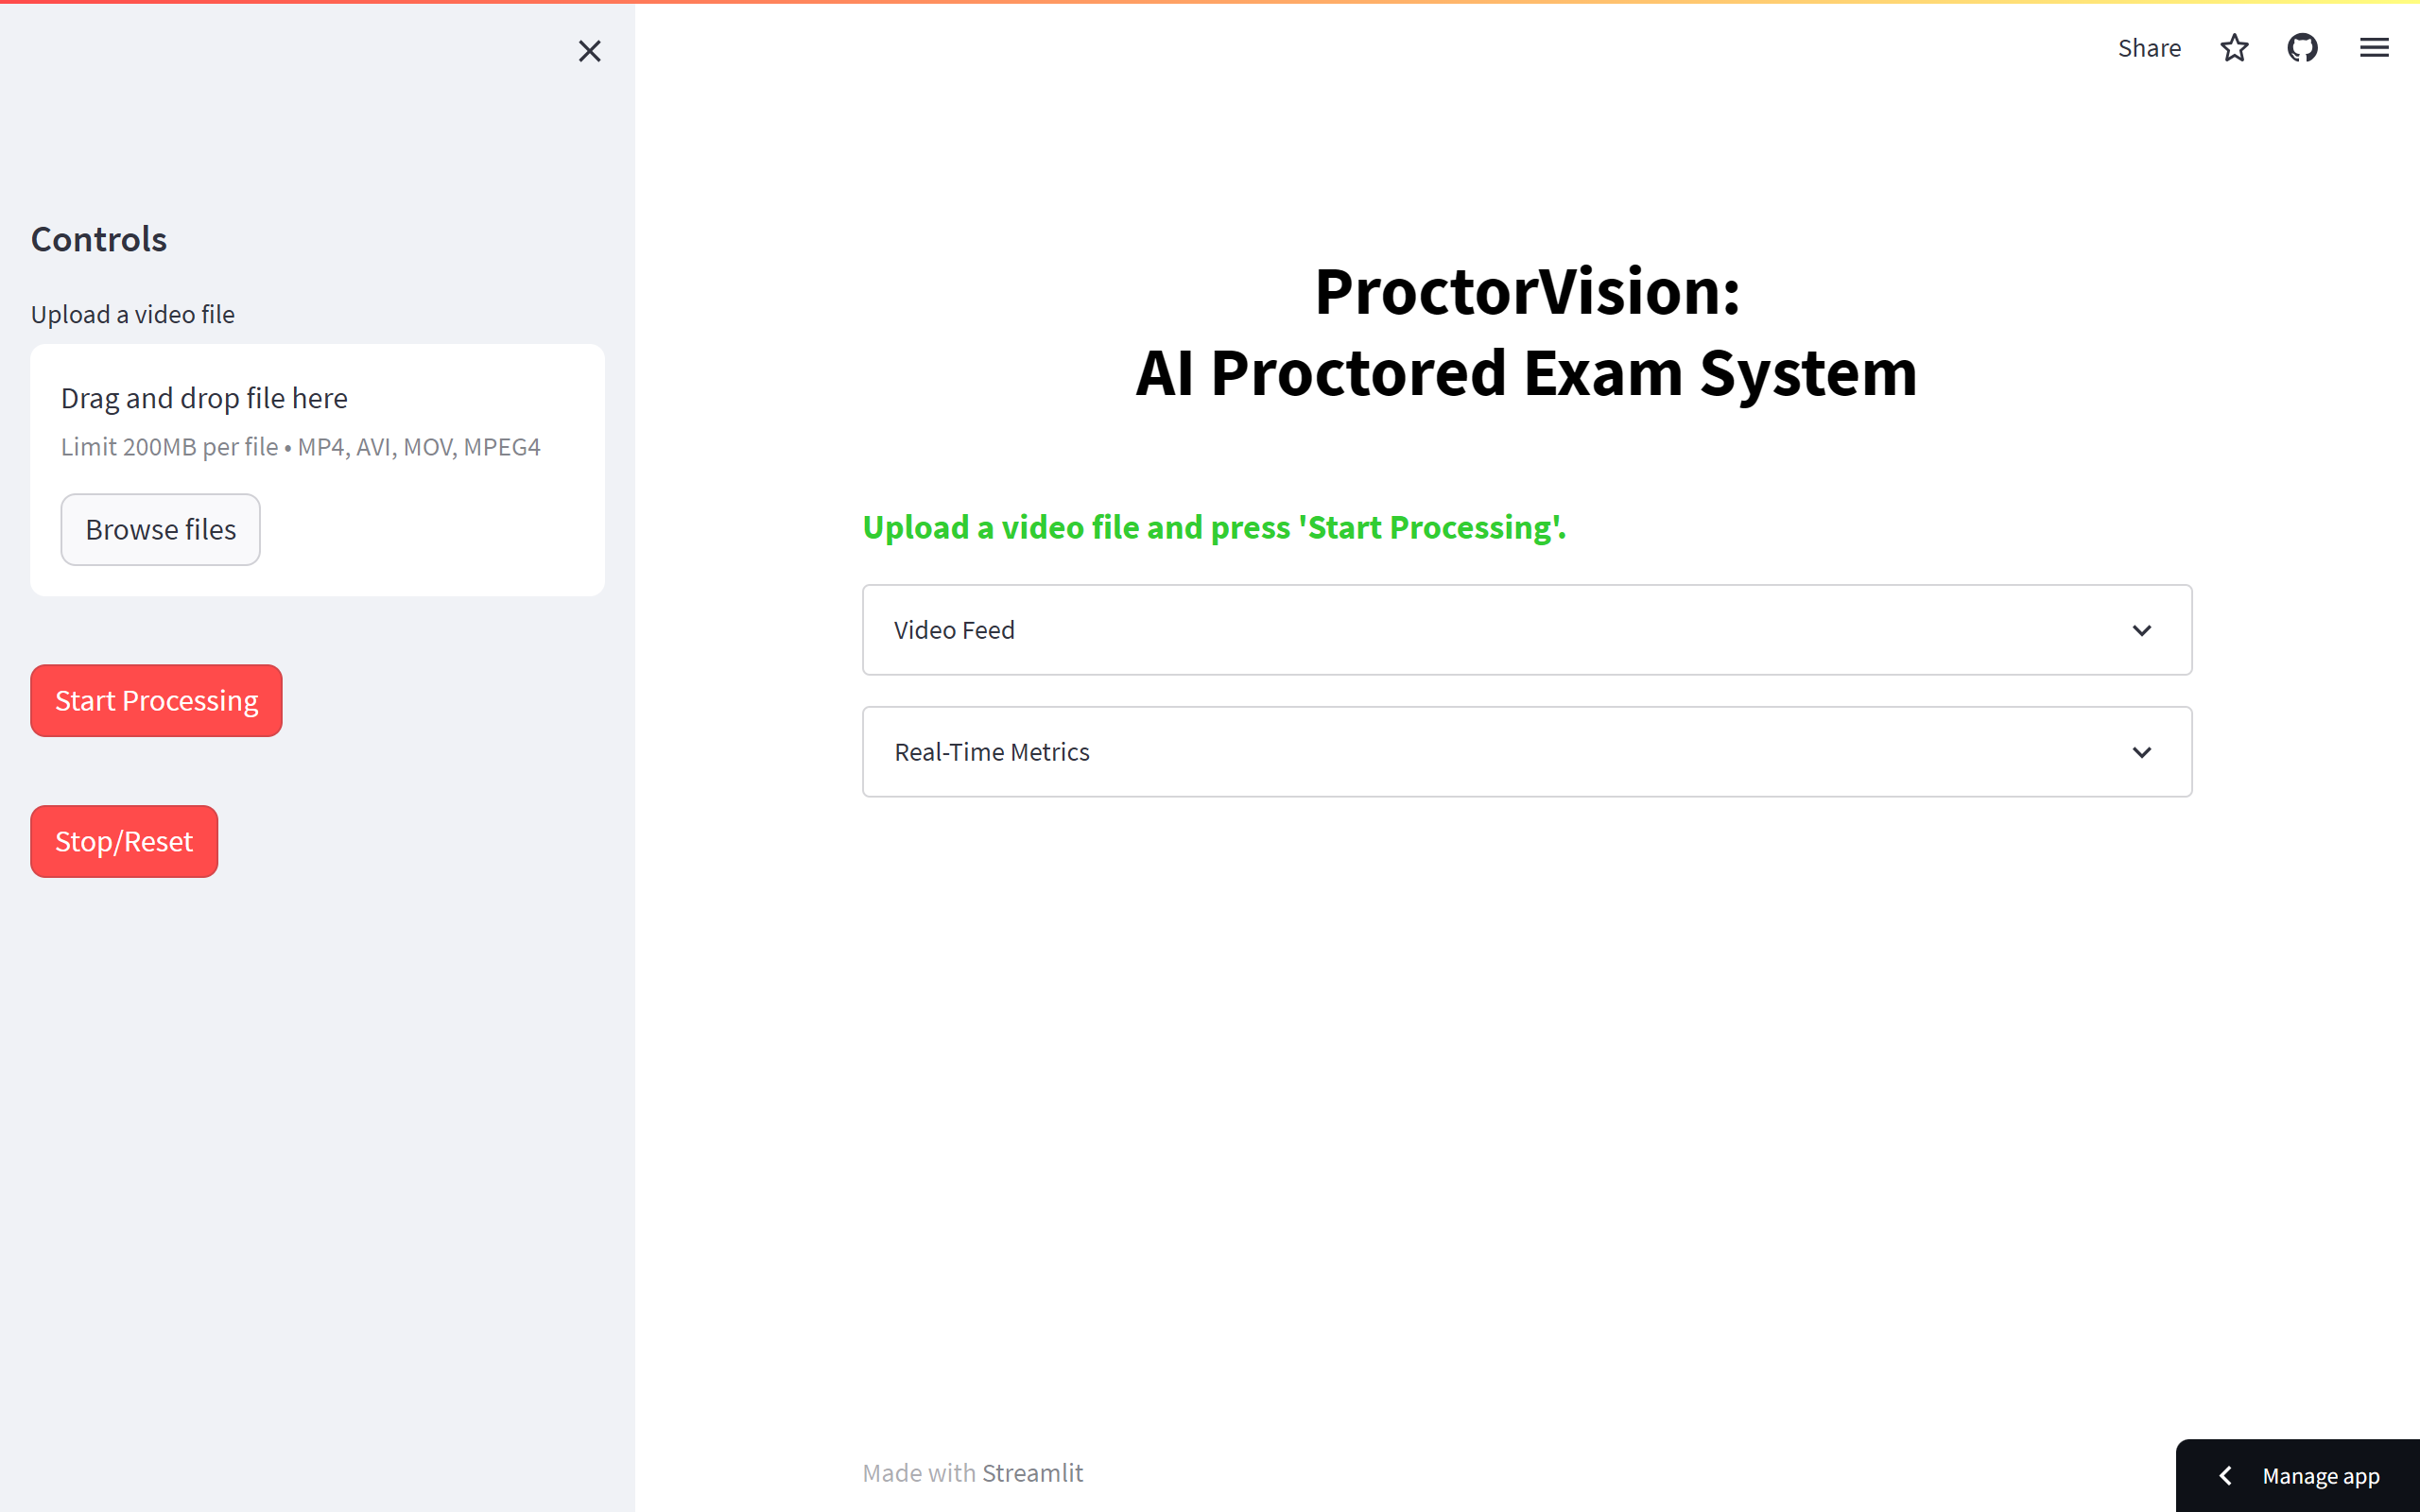 Share
Controls
Upload a video file
Drag and drop file here
Limit 200MB per file • MP4, AVI, MOV, MPEG4
Browse files
Start Processing
Stop/Reset
ProctorVision:
AI Proctored Exam System
Upload a video file and press 'Start Processing'.
Video Feed
Real-Time Metrics
Made with Streamlit
Manage app